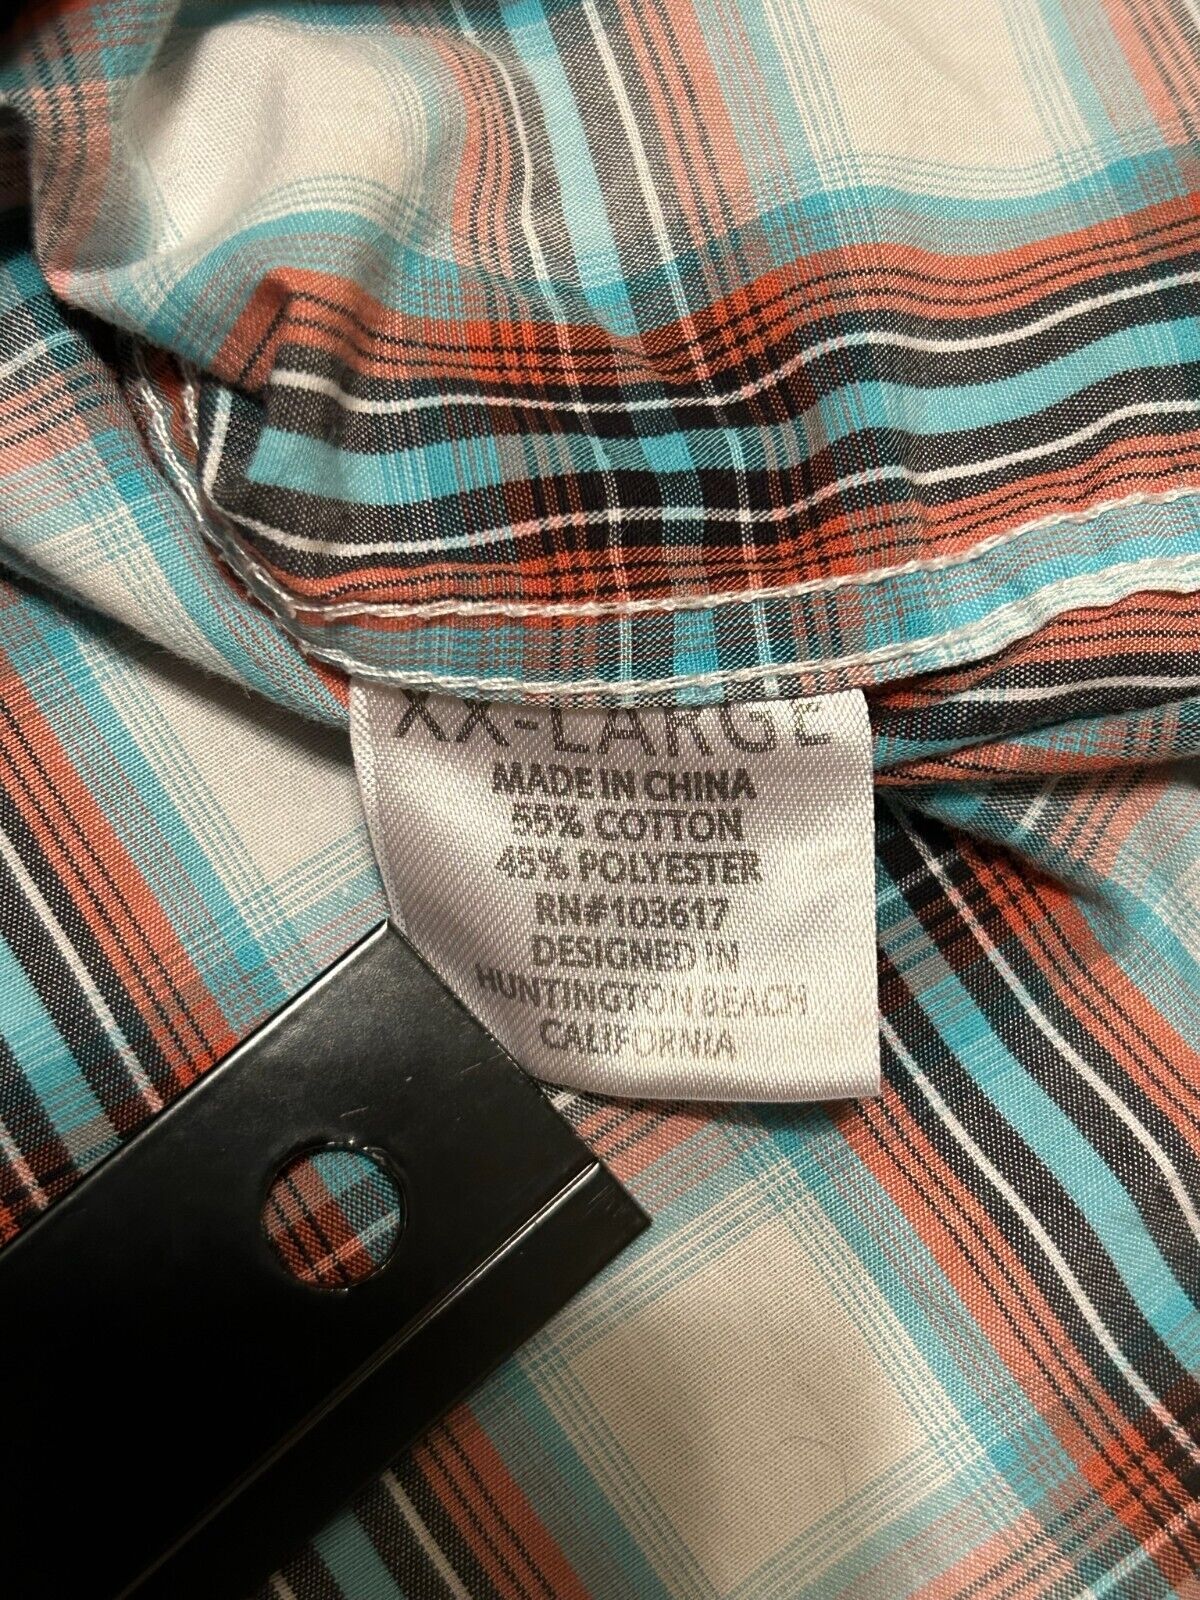 XX-LARGE
MADE IN CHINA
55% COTTON
45% POLYESTER
RN#103617
DESIGNED IN
HUNTINGTON BEACH
CALIFORNIA